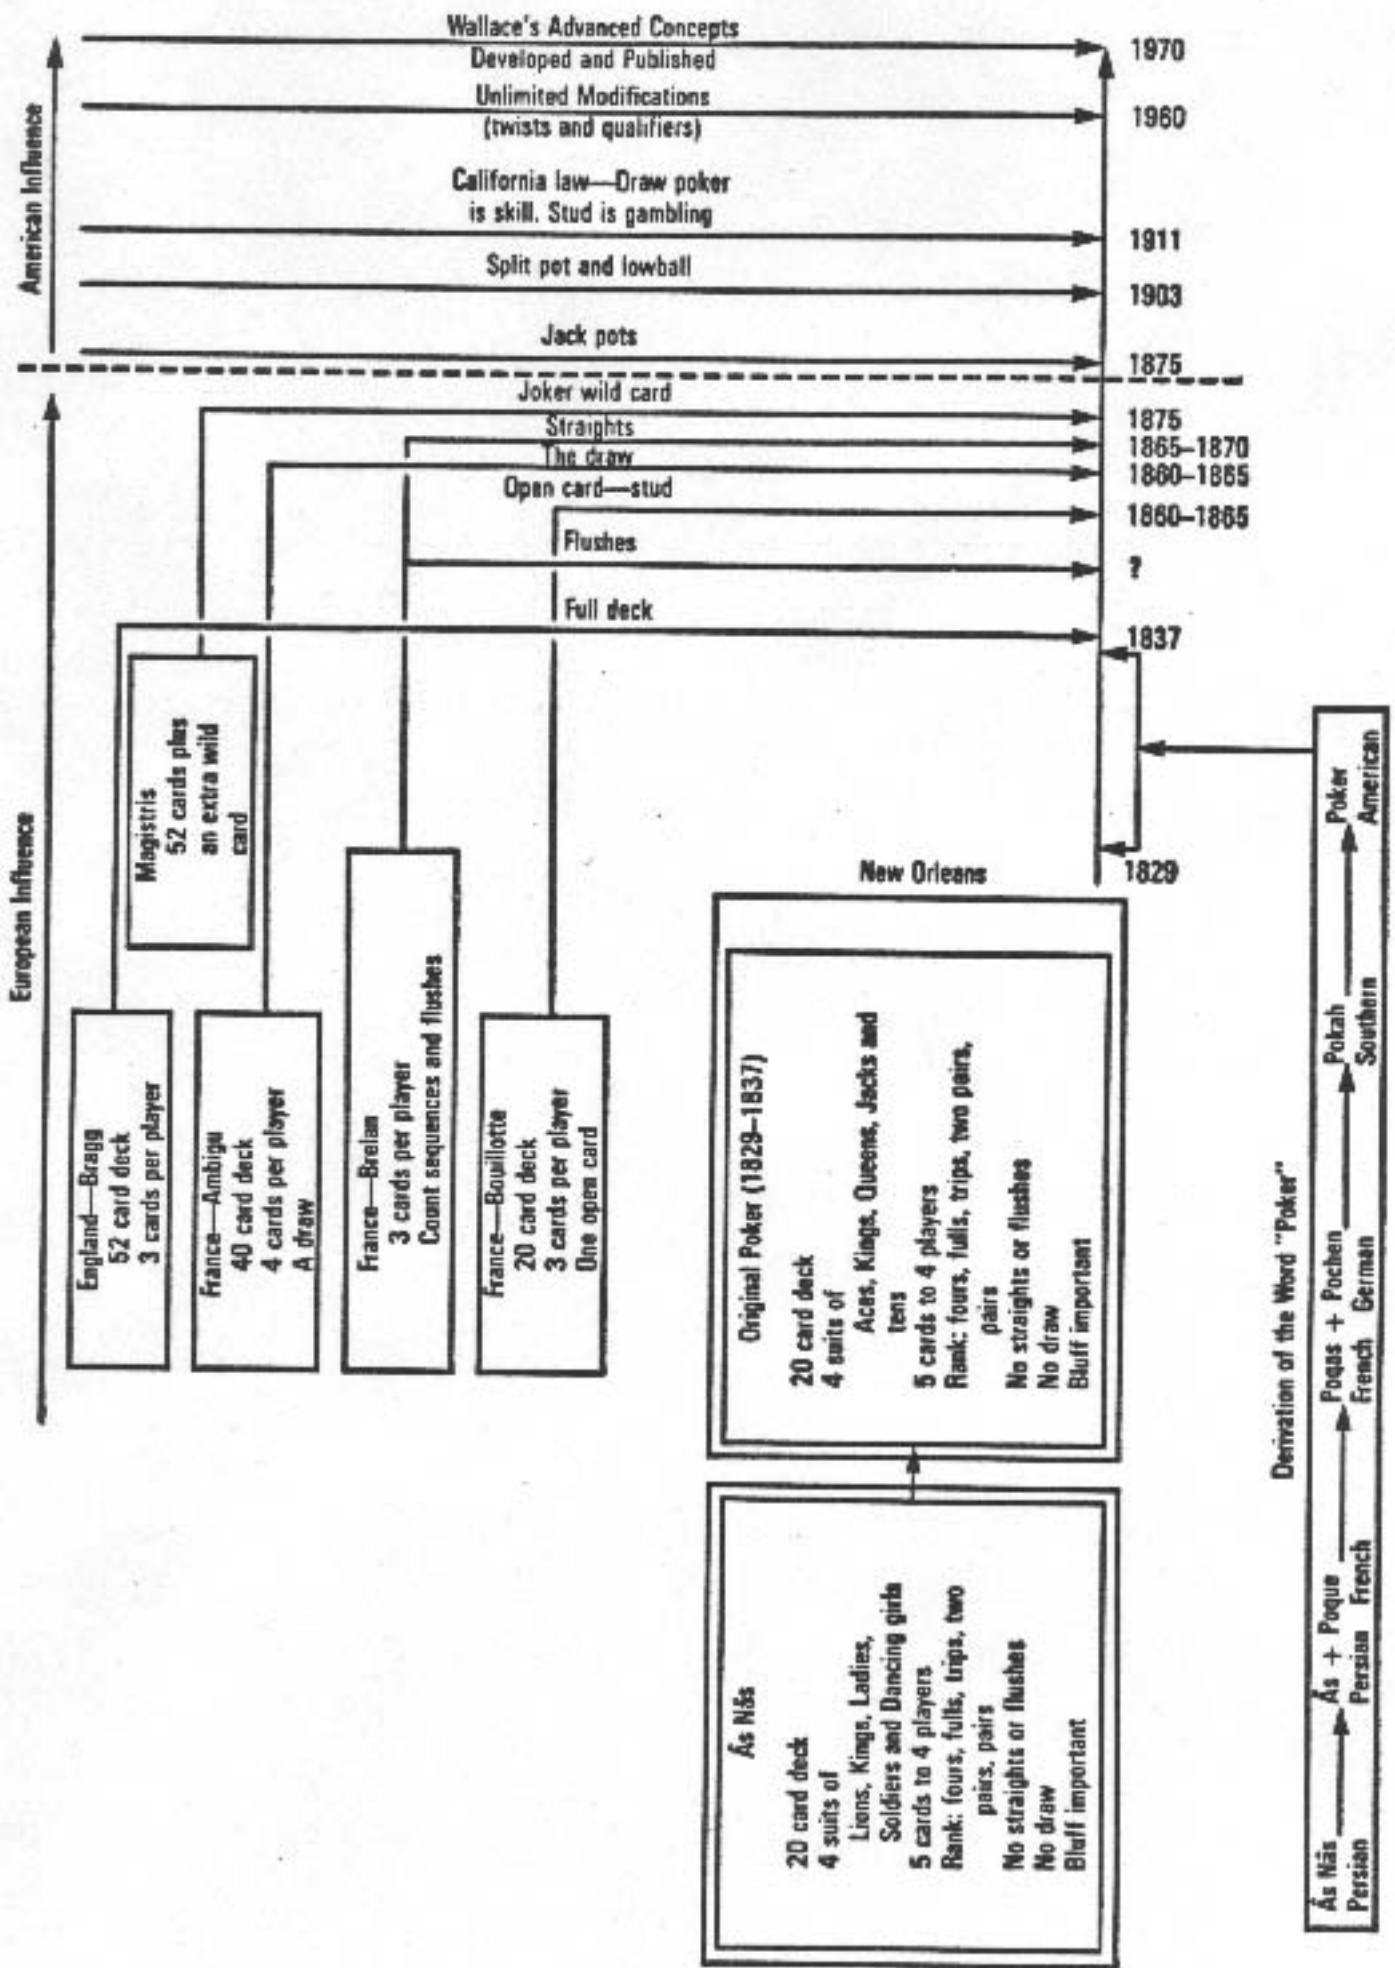 American Influence
Wallace's Advanced Concepts
Developed and Published
1970
Unlimited Modifications
(twists and qualifiers)
1960
California law—Draw poker
is skill. Stud is gambling
1911
Split pot and lowball
1903
Jack pots
1875
European Influence
Joker wild card
1875
Straights
1865–1870
The draw
1860–1865
Open card—stud
1860–1865
Flushes
?
Full deck
1837
1829
England—Bragg
52 card deck
3 cards per player
Magistris
52 cards plus
an extra wild
card
France—Ambigu
40 card deck
4 cards per player
A draw
France—Brelan
3 cards per player
Count sequences and flushes
France—Bouillotte
20 card deck
3 cards per player
One open card
New Orleans
Original Poker (1829–1837)
20 card deck
4 suits of
Aces, Kings, Queens, Jacks and
tens
5 cards to 4 players
Rank: fours, fulls, trips, two pairs,
pairs
No straights or flushes
No draw
Bluff important
Ās Nās
20 card deck
4 suits of
Lions, Kings, Ladies,
Soldiers and Dancing girls
5 cards to 4 players
Rank: fours, fulls, trips, two
pairs, pairs
No straights or flushes
No draw
Bluff important
Derivation of the Word "Poker"
Ās Nās
Persian
Ās + Poque
Persian French
Poqas + Pochen
French German
Pokah
Southern
Poker
American